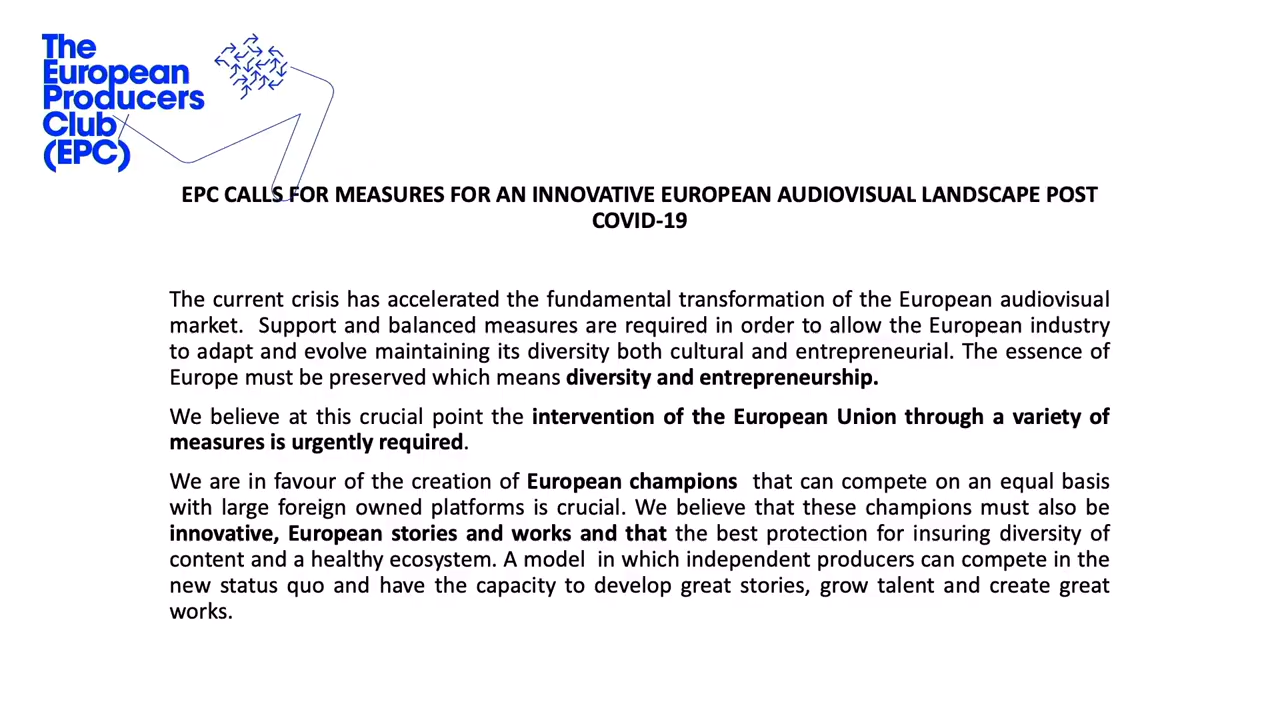 The
European
Producers
Club
(EPC)
EPC CALLS FOR MEASURES FOR AN INNOVATIVE EUROPEAN AUDIOVISUAL LANDSCAPE POST
COVID-19
The current crisis has accelerated the fundamental transformation of the European audiovisual
market.  Support and balanced measures are required in order to allow the European industry
to adapt and evolve maintaining its diversity both cultural and entrepreneurial. The essence of
Europe must be preserved which means diversity and entrepreneurship.
We believe at this crucial point the intervention of the European Union through a variety of
measures is urgently required.
We are in favour of the creation of European champions  that can compete on an equal basis
with large foreign owned platforms is crucial. We believe that these champions must also be
innovative, European stories and works and that the best protection for insuring diversity of
content and a healthy ecosystem. A model  in which independent producers can compete in the
new status quo and have the capacity to develop great stories, grow talent and create great
works.